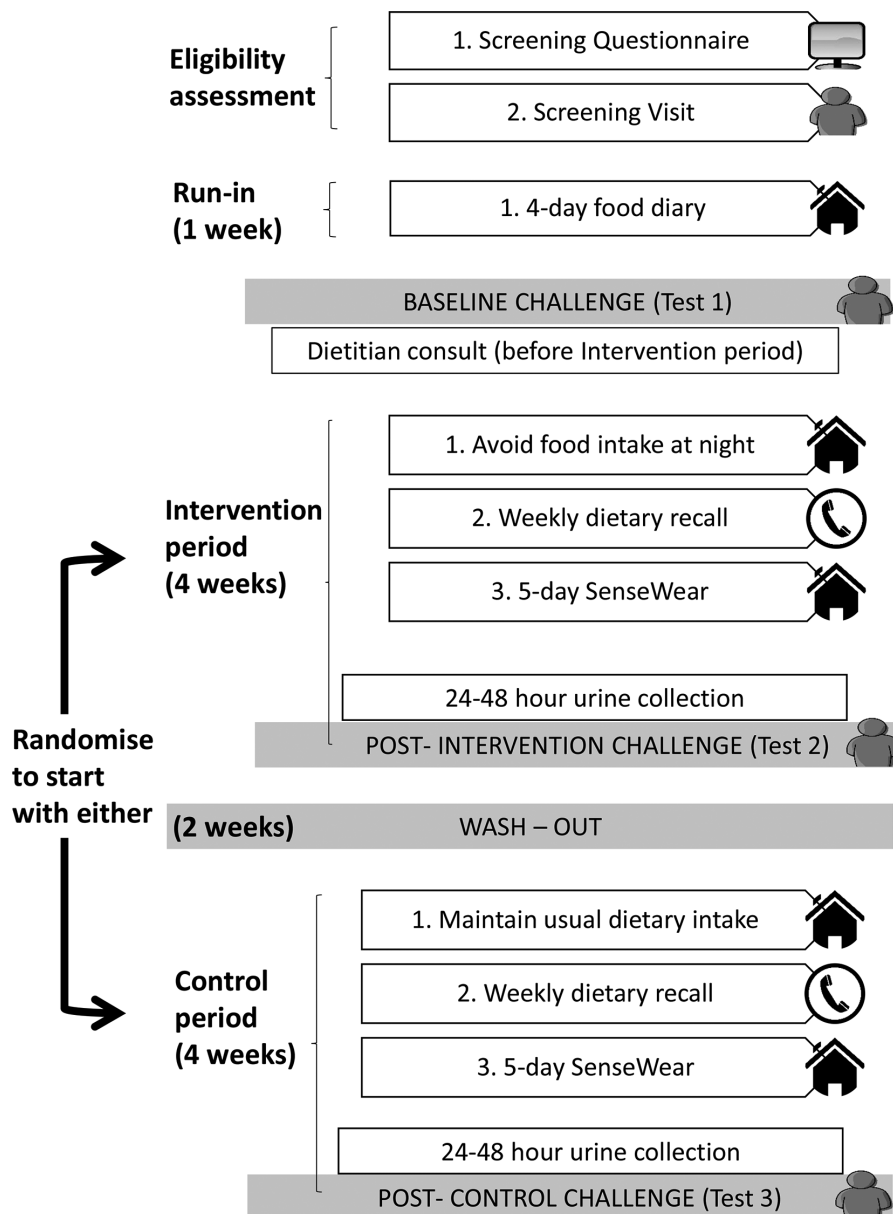 Eligibility
assessment
1. Screening Questionnaire
2. Screening Visit
Run-in
(1 week)
1. 4-day food diary
BASELINE CHALLENGE (Test 1)
Dietitian consult (before Intervention period)
Randomise
to start
with either
Intervention
period
(4 weeks)
1. Avoid food intake at night
2. Weekly dietary recall
3. 5-day SenseWear
24-48 hour urine collection
POST- INTERVENTION CHALLENGE (Test 2)
(2 weeks) WASH – OUT
Control
period
(4 weeks)
1. Maintain usual dietary intake
2. Weekly dietary recall
3. 5-day SenseWear
24-48 hour urine collection
POST- CONTROL CHALLENGE (Test 3)